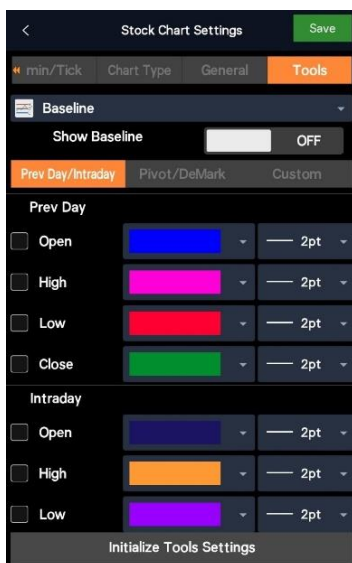 Stock Chart Settings Save
min/Tick Chart Type General Tools
Baseline
Show Baseline OFF
Prev Day/Intraday Pivot/DeMark Custom
Prev Day
Open 2pt
High 2pt
Low 2pt
Close 2pt
Intraday
Open 2pt
High 2pt
Low 2pt
Initialize Tools Settings